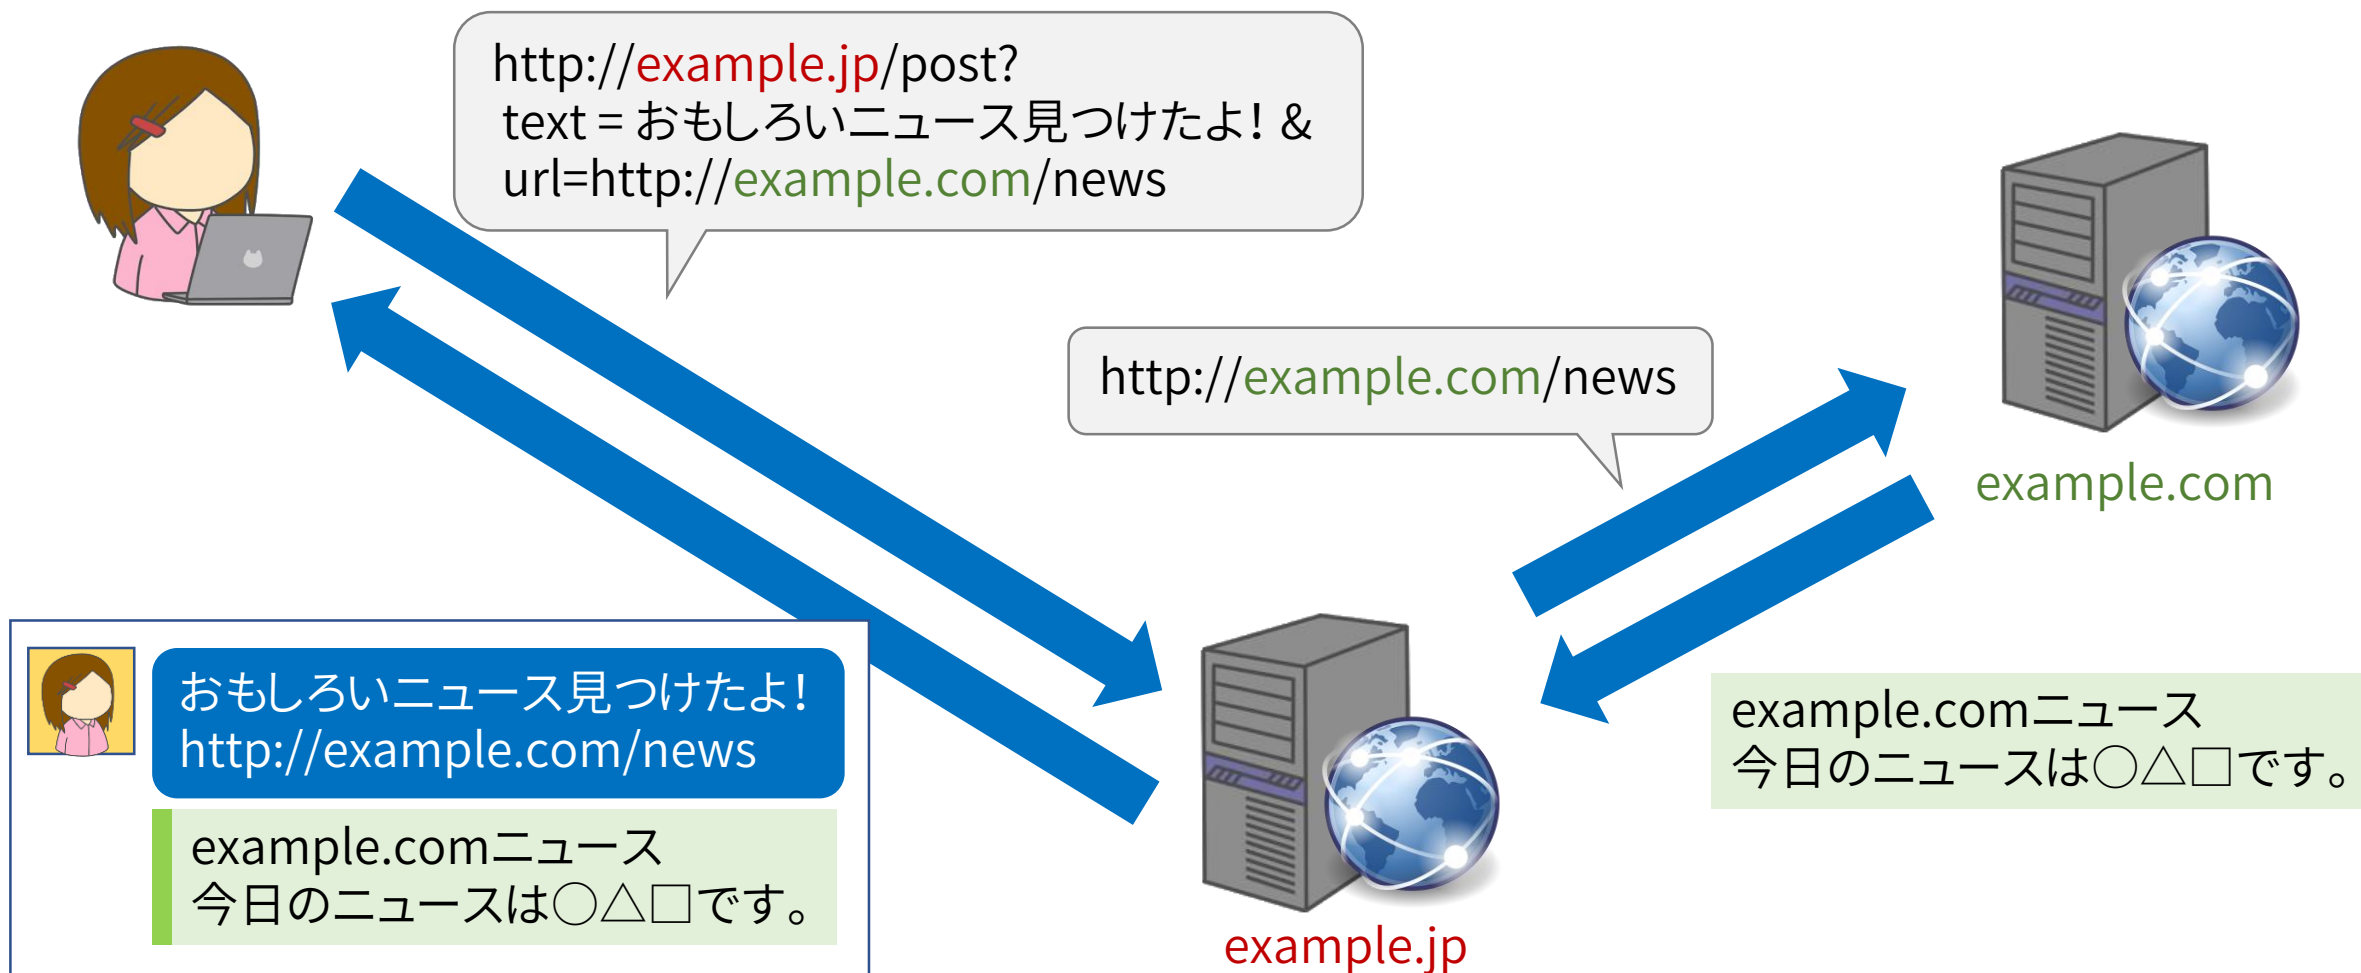 http://example.jp/post?
text = おもしろいニュース見つけたよ! &
url=http://example.com/news
http://example.com/news
example.com
おもしろいニュース見つけたよ!
http://example.com/news
example.comニュース
今日のニュースは○△□です。
example.comニュース
今日のニュースは○△□です。
example.jp